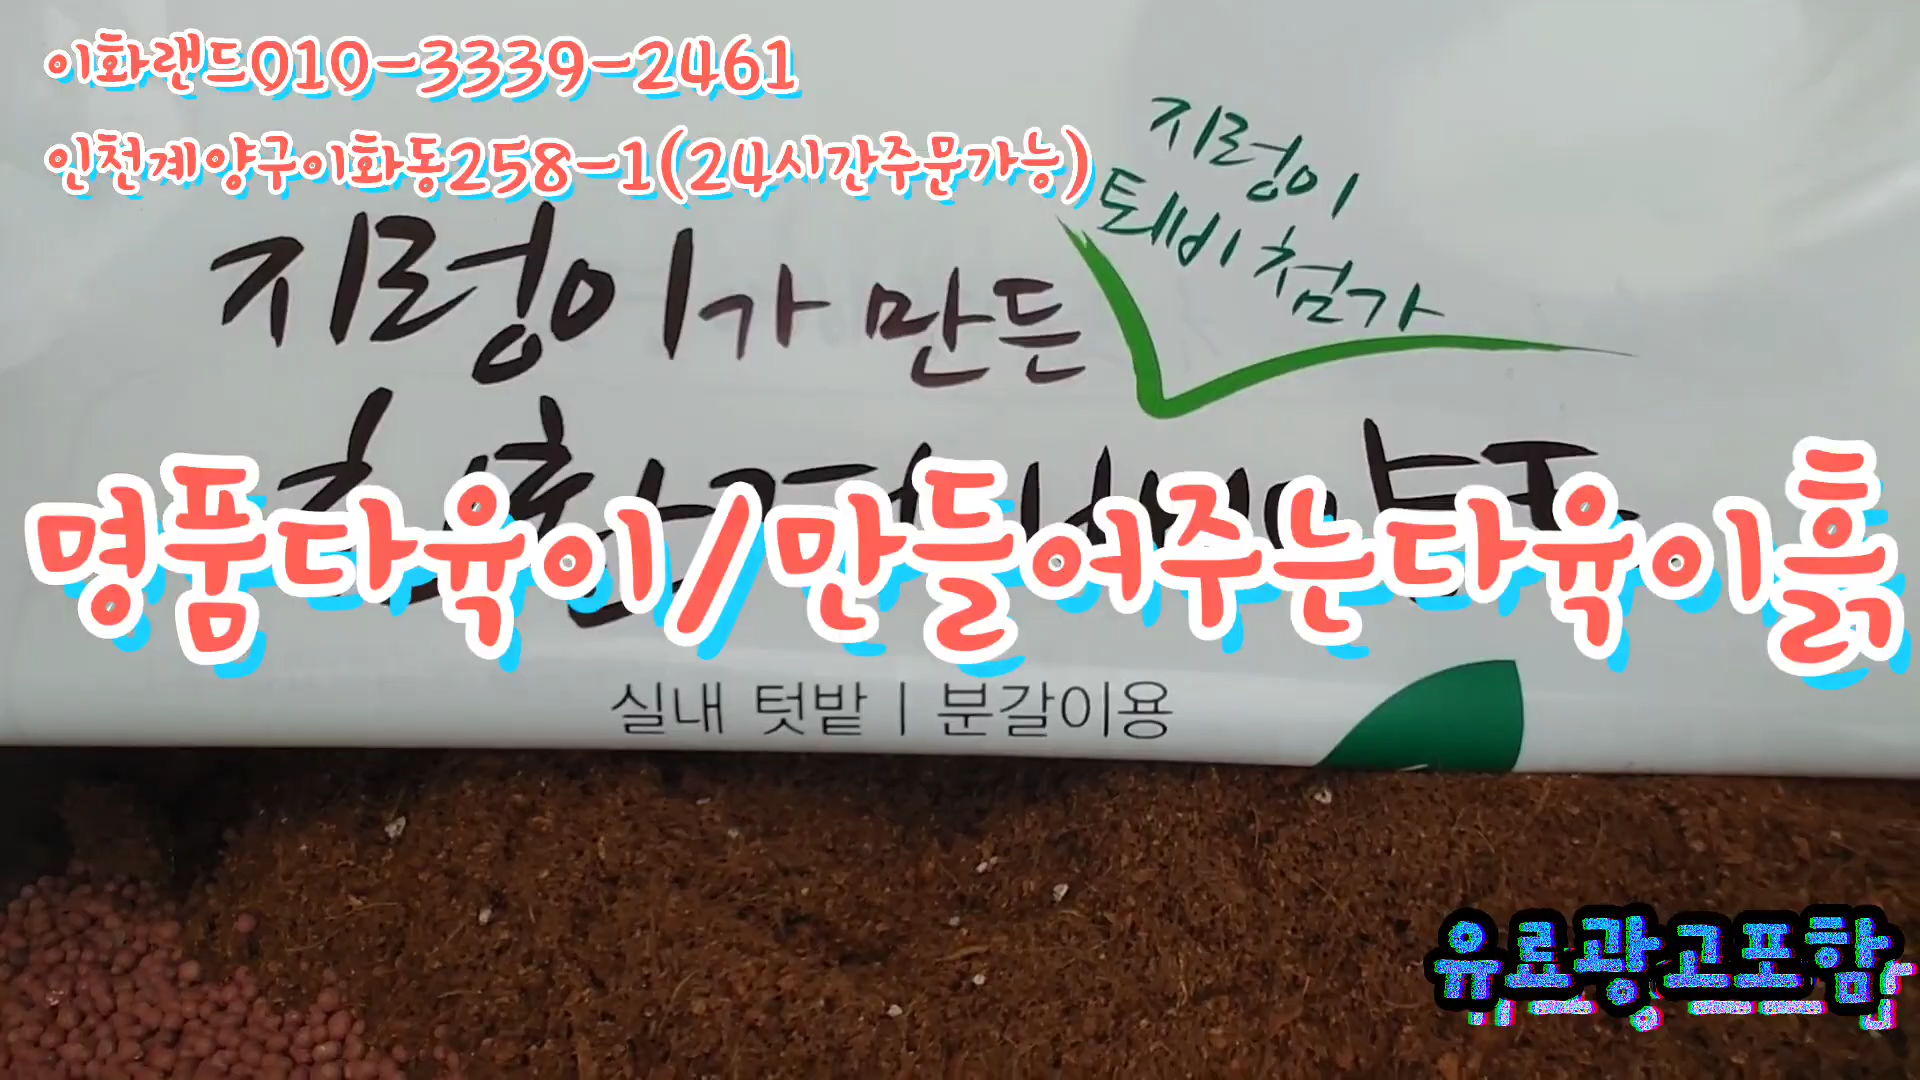 이화랜드010-3339-2461
인천계양구이화동258-1(24시간주문가능)
지렁이
퇴비 첨가
지렁이가 만든
명품다육이/만들어주는다육이흙
실내 텃밭 | 분갈이용
유료광고포함